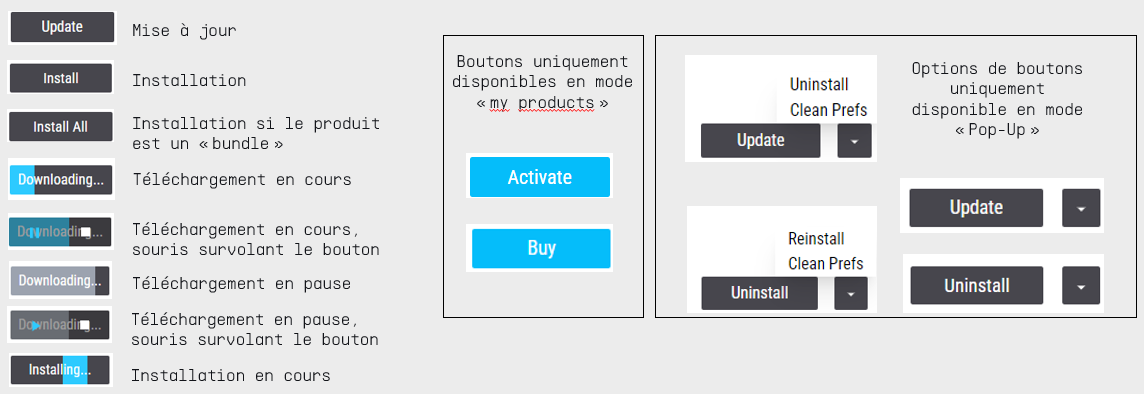 Update
Mise à jour
Install
Installation
Install All
Installation si le produit
est un « bundle »
Downloading...
Téléchargement en cours
Downloading...
Téléchargement en cours,
souris survolant le bouton
Downloading...
Téléchargement en pause
Downloading...
Téléchargement en pause,
souris survolant le bouton
Installing...
Installation en cours
Boutons uniquement
disponibles en mode
« my products »
Activate
Buy
Uninstall
Clean Prefs
Update
Reinstall
Clean Prefs
Uninstall
Options de boutons
uniquement
disponible en mode
« Pop-Up »
Update
Uninstall